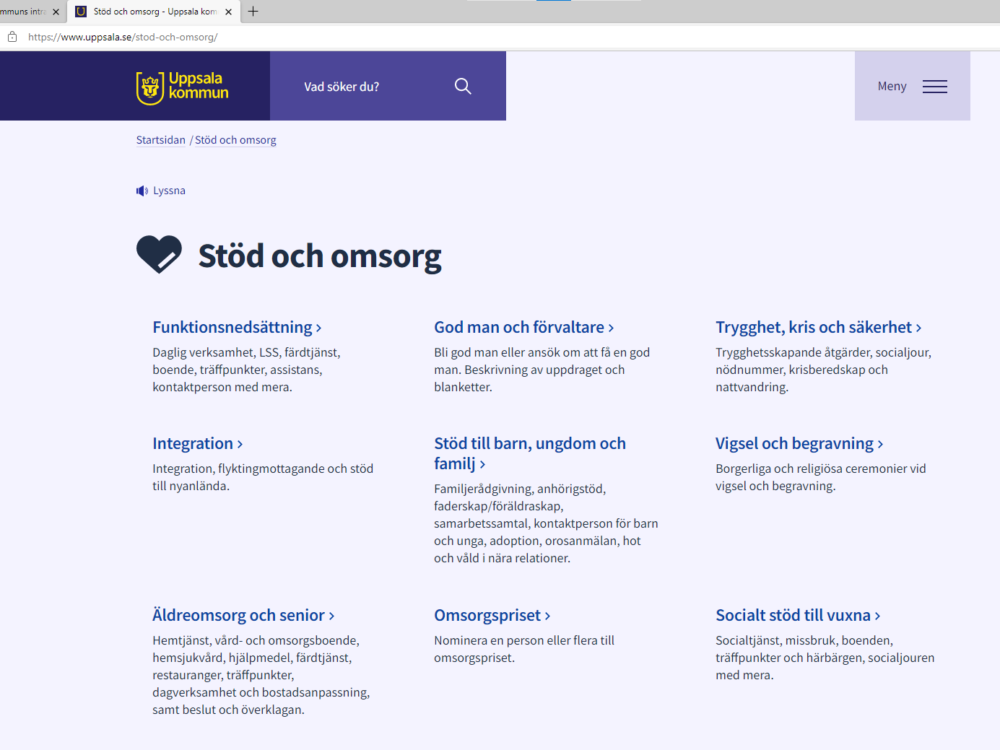 mmuns intra
Stöd och omsorg - Uppsala kom
https://www.uppsala.se/stod-och-omsorg/
Uppsala
kommun
Vad söker du?
Meny
Startsidan / Stöd och omsorg
Lyssna
Stöd och omsorg
Funktionsnedsättning ›
Daglig verksamhet, LSS, färdtjänst,
boende, träffpunkter, assistans,
kontaktperson med mera.
God man och förvaltare ›
Bli god man eller ansök om att få en god
man. Beskrivning av uppdraget och
blanketter.
Trygghet, kris och säkerhet ›
Trygghetsskapande åtgärder, socialjour,
nödnummer, krisberedskap och
nattvandring.
Integration ›
Integration, flyktingmottagande och stöd
till nyanlända.
Stöd till barn, ungdom och
familj ›
Familjerådgivning, anhörigstöd,
faderskap/föräldraskap,
samarbetssamtal, kontaktperson för barn
och unga, adoption, orosanmälan, hot
och våld i nära relationer.
Vigsel och begravning ›
Borgerliga och religiösa ceremonier vid
vigsel och begravning.
Äldreomsorg och senior ›
Hemtjänst, vård- och omsorgsboende,
hemsjukvård, hjälpmedel, färdtjänst,
restauranger, träffpunkter,
dagverksamhet och bostadsanpassning,
samt beslut och överklagan.
Omsorgspriset ›
Nominera en person eller flera till
omsorgspriset.
Socialt stöd till vuxna ›
Socialtjänst, missbruk, boenden,
träffpunkter och härbärgen, socialjouren
med mera.